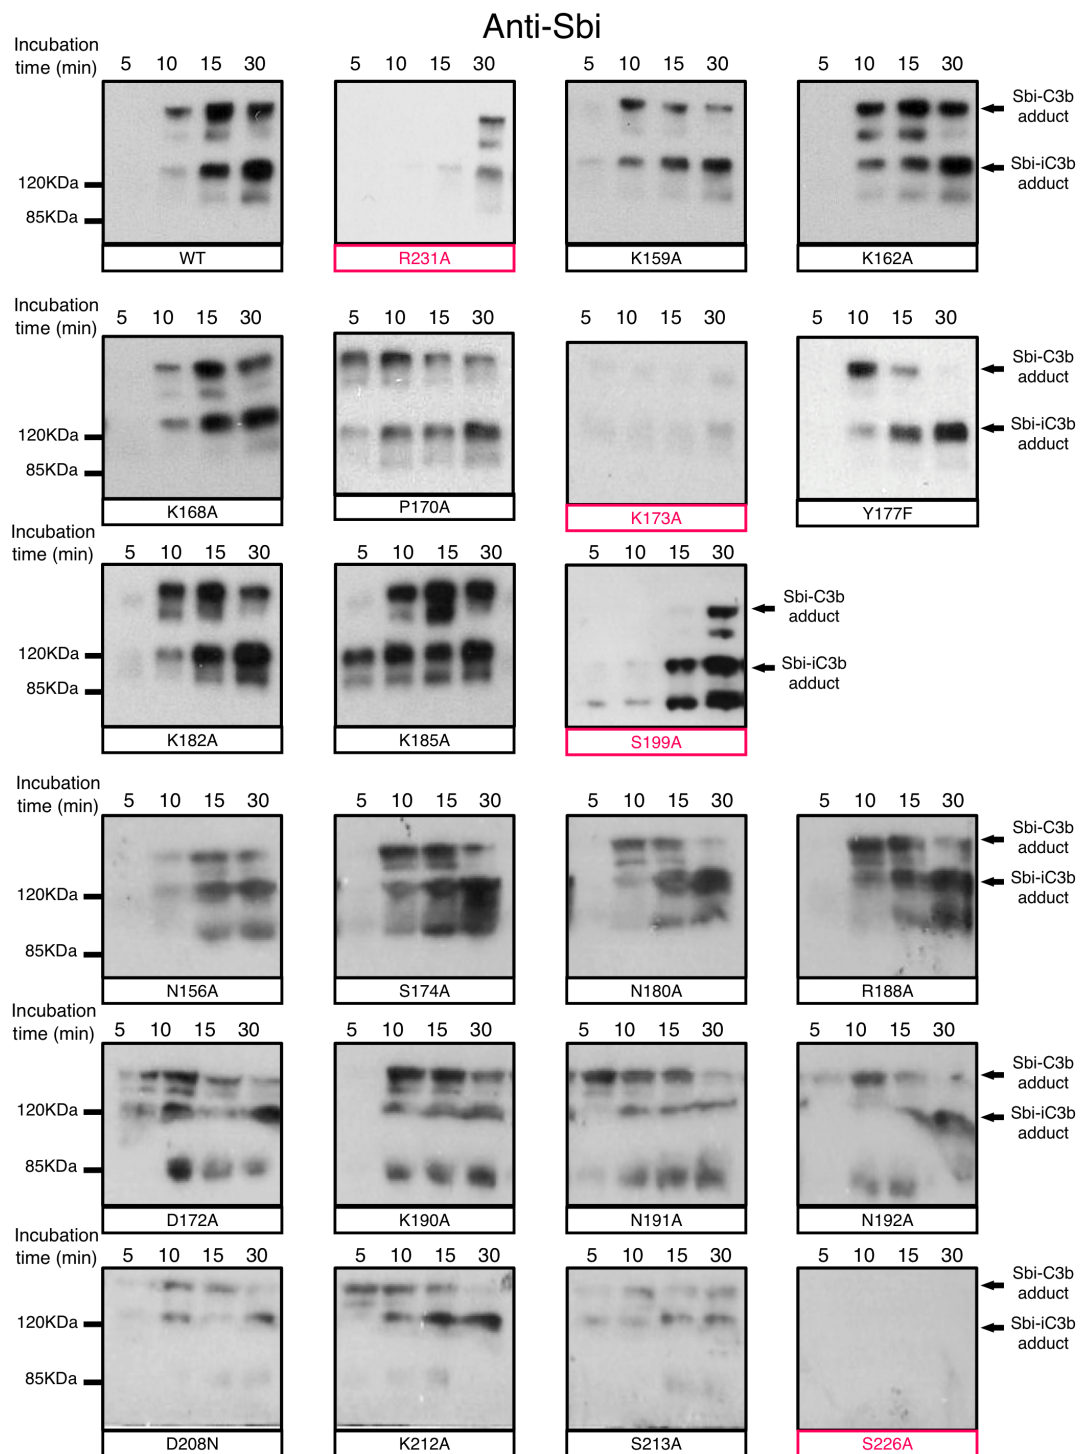 Anti-Sbi
Incubation
time (min)
5 10 15 30
5 10 15 30
5 10 15 30
5 10 15 30
Sbi-C3b
adduct
Sbi-iC3b
adduct
120KDa
85KDa
WT
R231A
K159A
K162A
Incubation
time (min)
5 10 15 30
5 10 15 30
5 10 15 30
5 10 15 30
Sbi-C3b
adduct
Sbi-iC3b
adduct
120KDa
85KDa
K168A
P170A
K173A
Y177F
Incubation
time (min)
5 10 15 30
5 10 15 30
5 10 15 30
Sbi-C3b
adduct
Sbi-iC3b
adduct
120KDa
85KDa
K182A
K185A
S199A
Incubation
time (min)
5 10 15 30
5 10 15 30
5 10 15 30
5 10 15 30
Sbi-C3b
adduct
Sbi-iC3b
adduct
120KDa
85KDa
N156A
S174A
N180A
R188A
Incubation
time (min)
5 10 15 30
5 10 15 30
5 10 15 30
5 10 15 30
Sbi-C3b
adduct
Sbi-iC3b
adduct
120KDa
85KDa
D172A
K190A
N191A
N192A
Incubation
time (min)
5 10 15 30
5 10 15 30
5 10 15 30
5 10 15 30
Sbi-C3b
adduct
Sbi-iC3b
adduct
120KDa
85KDa
D208N
K212A
S213A
S226A